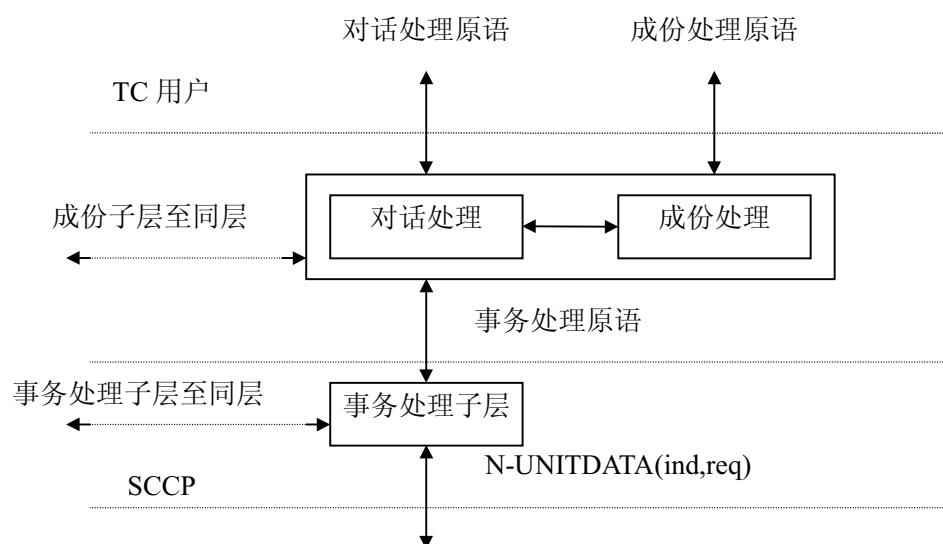 对话处理原语
成份处理原语
TC 用户
成份子层至同层
对话处理
成份处理
事务处理原语
事务处理子层至同层
事务处理子层
N-UNITDATA(ind,req)
SCCP